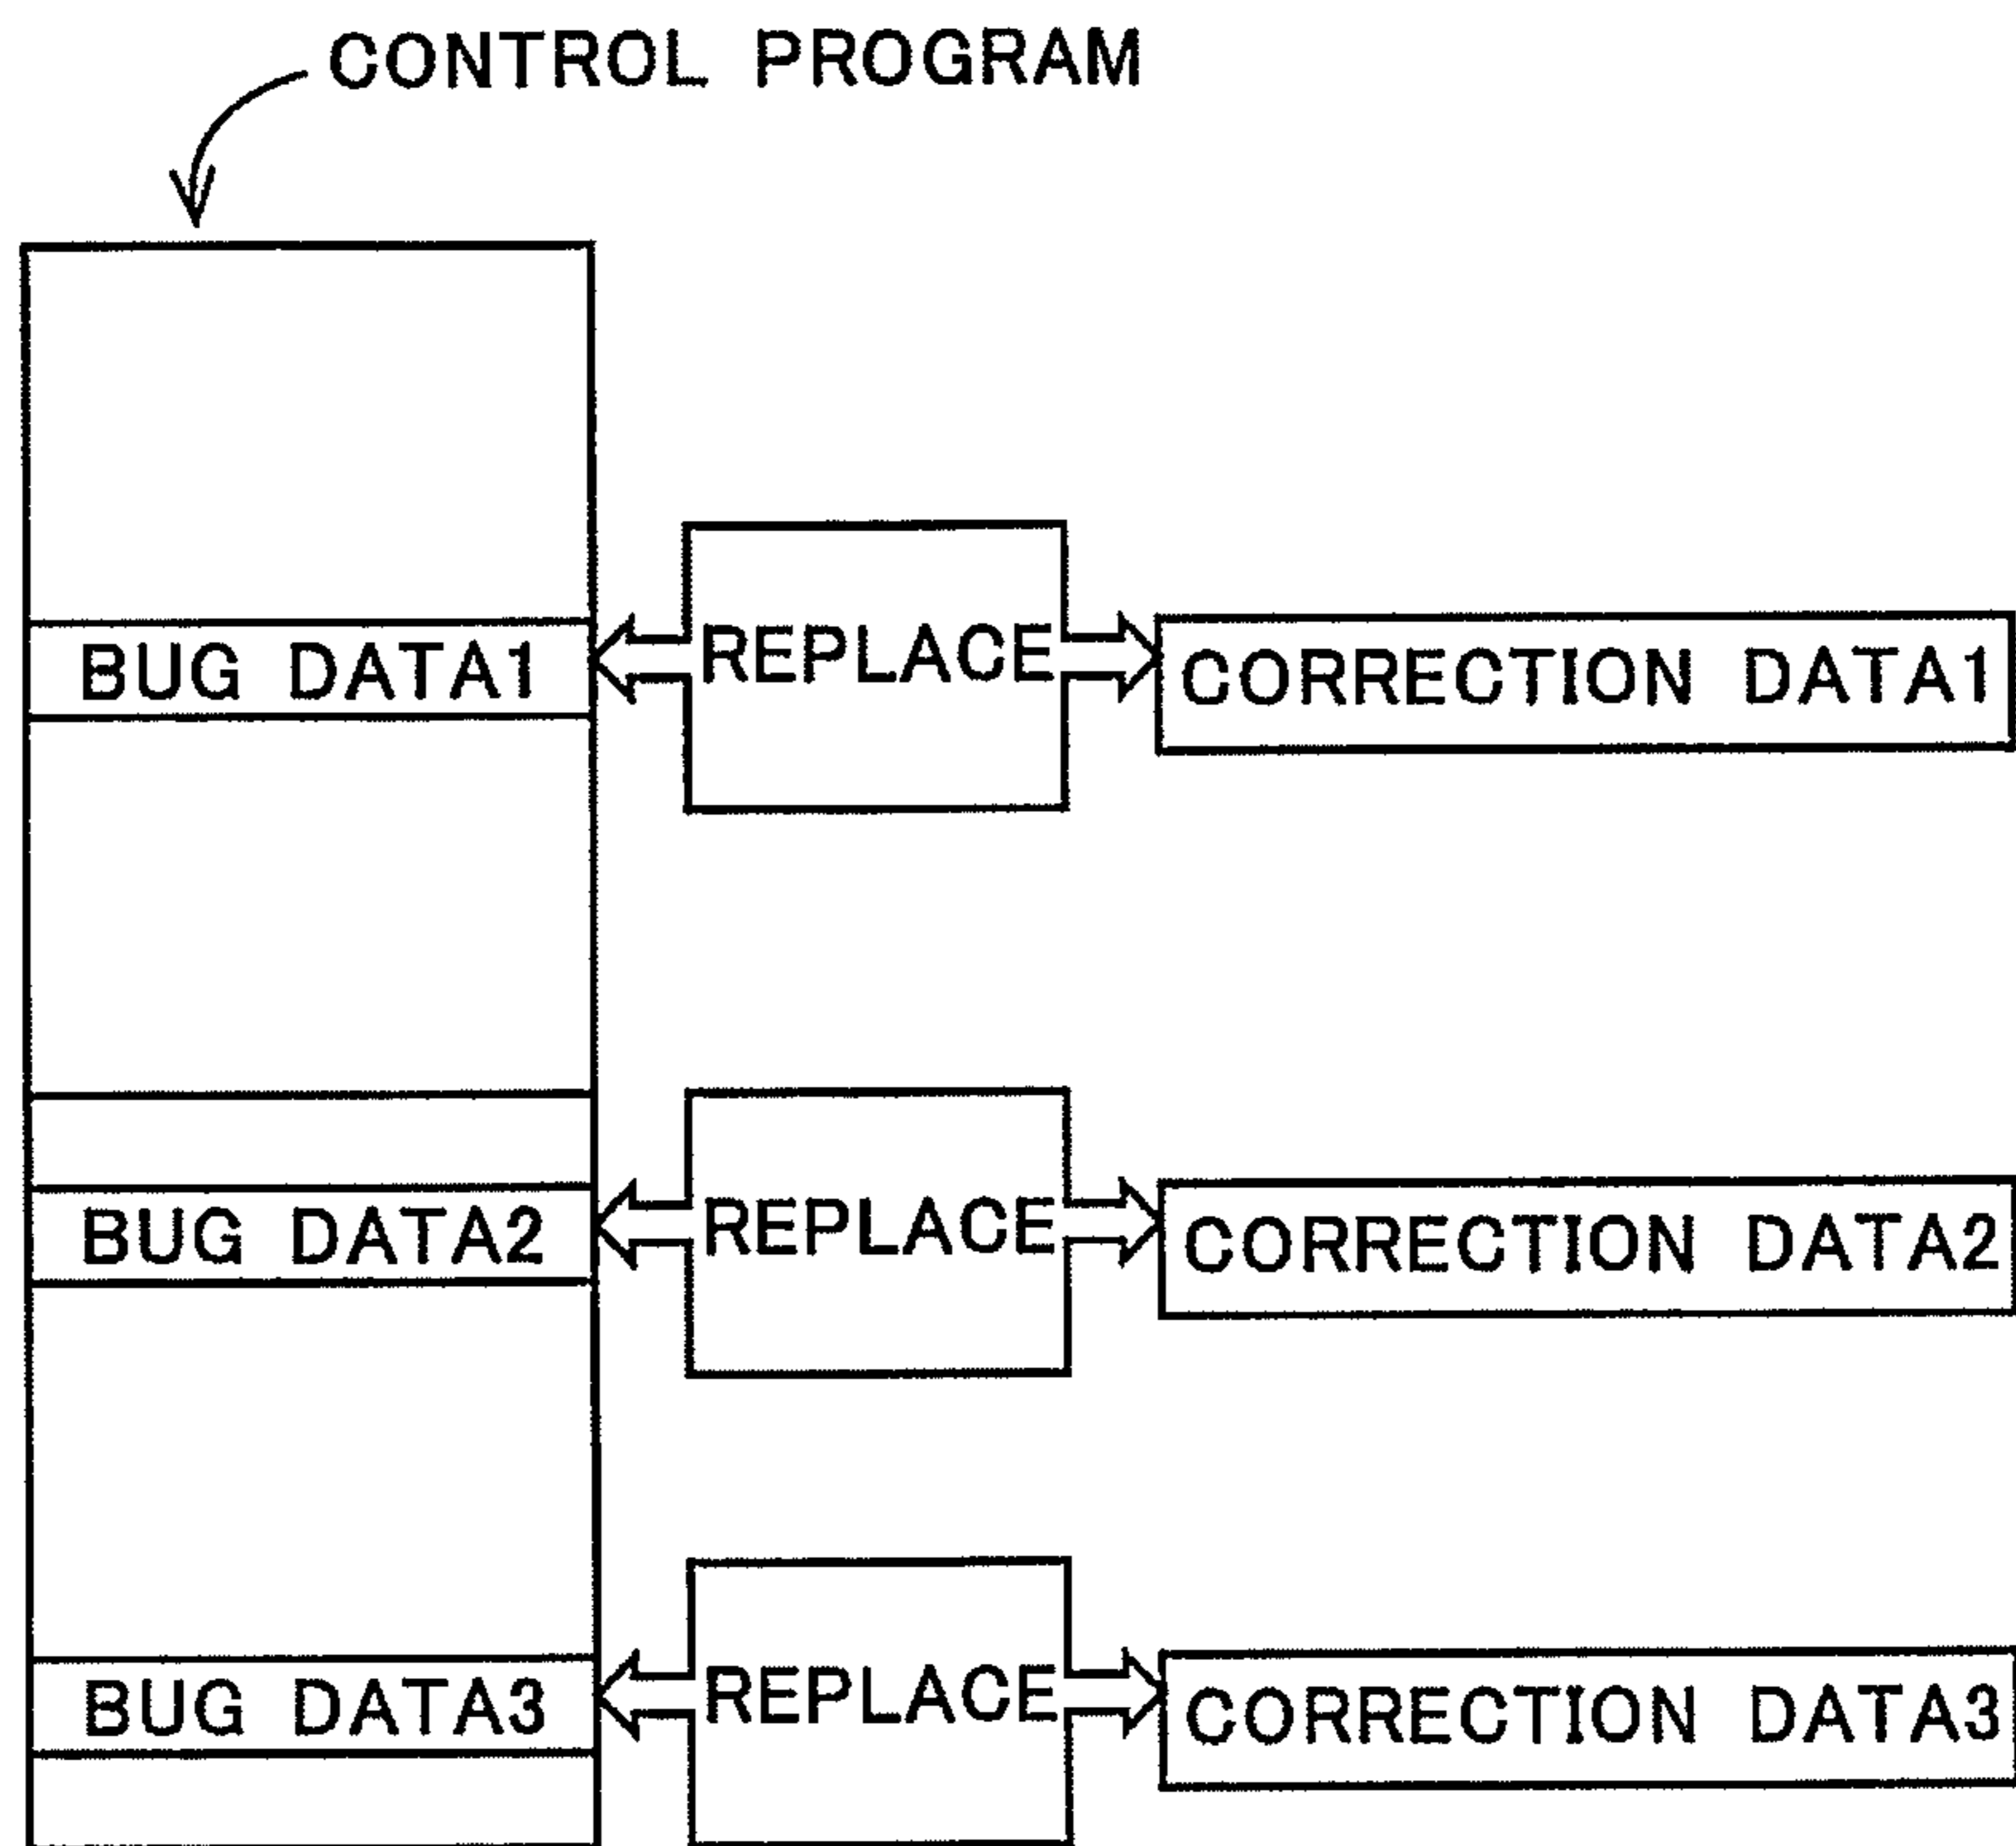 CONTROL PROGRAM
BUG DATA1
REPLACE
CORRECTION DATA1
BUG DATA2
REPLACE
CORRECTION DATA2
BUG DATA3
REPLACE
CORRECTION DATA3